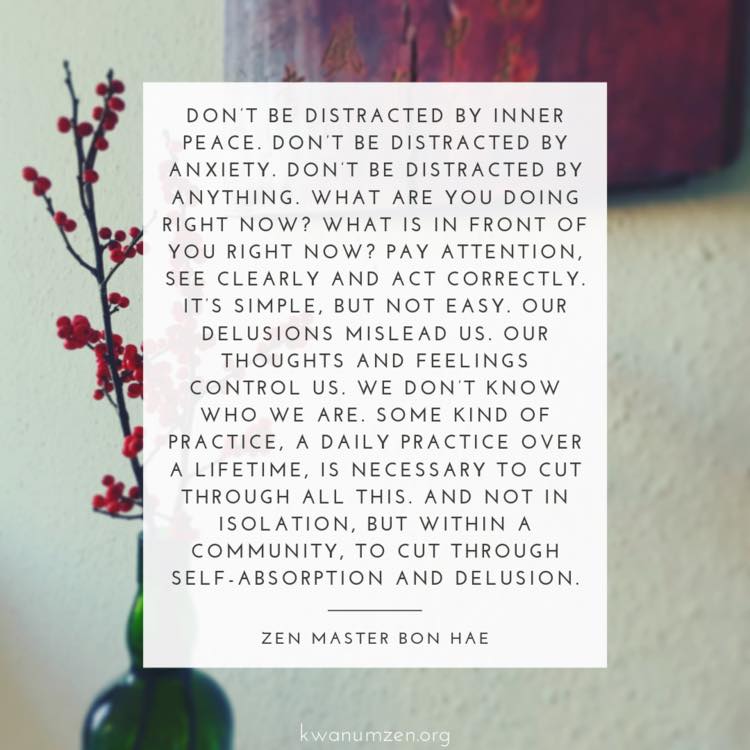 DON'T BE DISTRACTED BY INNER
PEACE. DON'T BE DISTRACTED BY
ANXIETY. DON'T BE DISTRACTED BY
ANYTHING. WHAT ARE YOU DOING
RIGHT NOW? WHAT IS IN FRONT OF
YOU RIGHT NOW? PAY ATTENTION,
SEE CLEARLY AND ACT CORRECTLY.
IT'S SIMPLE, BUT NOT EASY. OUR
DELUSIONS MISLEAD US. OUR
THOUGHTS AND FEELINGS
CONTROL US. WE DON'T KNOW
WHO WE ARE. SOME KIND OF
PRACTICE, A DAILY PRACTICE OVER
A LIFETIME, IS NECESSARY TO CUT
THROUGH ALL THIS. AND NOT IN
ISOLATION, BUT WITHIN A
COMMUNITY, TO CUT THROUGH
SELF-ABSORPTION AND DELUSION.
ZEN MASTER BON HAE
kwanumzen.org